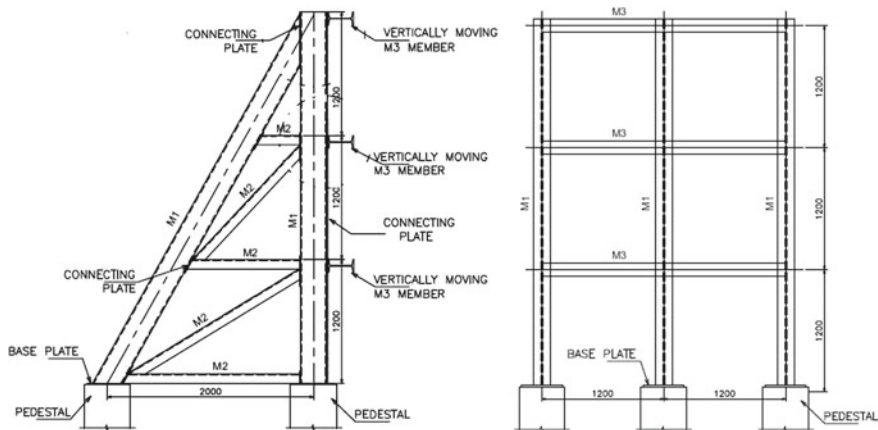 CONNECTING
PLATE
VERTICALLY MOVING
M3 MEMBER
1200
M2
VERTICALLY MOVING
M3 MEMBER
M1
M2
M1
1200
CONNECTING
PLATE
M2
CONNECTING
PLATE
VERTICALLY MOVING
M3 MEMBER
M2
1200
BASE PLATE
M2
2000
PEDESTAL
PEDESTAL
M3
1200
M3
M1
M1
M1
1200
M3
1200
BASE PLATE
1200
1200
PEDESTAL